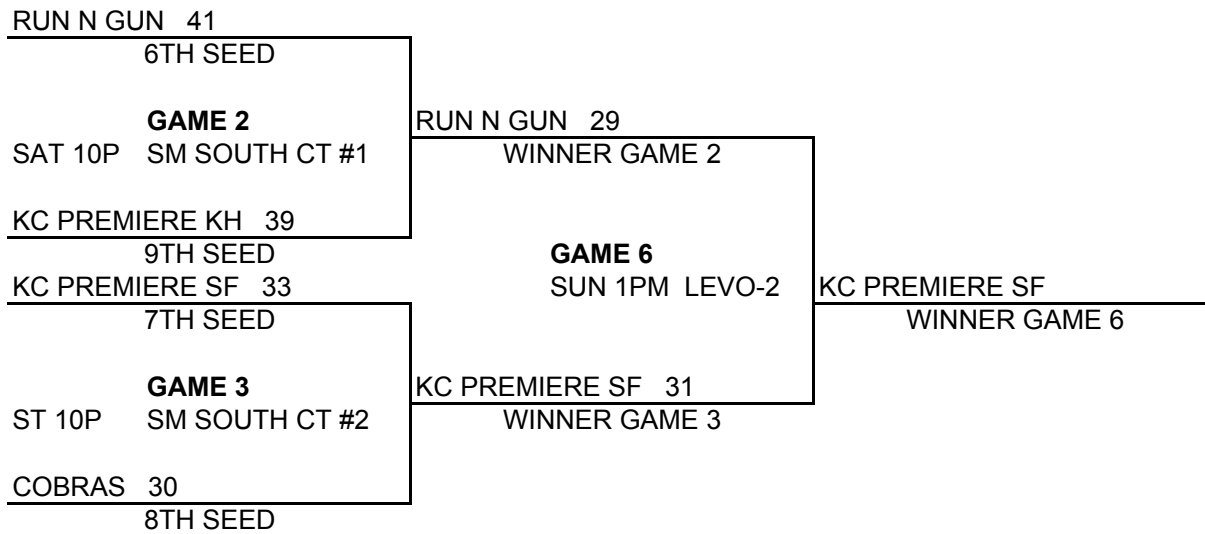 RUN N GUN 41
6TH SEED
GAME 2
RUN N GUN 29
SAT 10P SM SOUTH CT #1
WINNER GAME 2
KC PREMIERE KH 39
9TH SEED
GAME 6
KC PREMIERE SF 33
SUN 1PM LEVO-2
KC PREMIERE SF
7TH SEED
WINNER GAME 6
GAME 3
KC PREMIERE SF 31
ST 10P SM SOUTH CT #2
WINNER GAME 3
COBRAS 30
8TH SEED